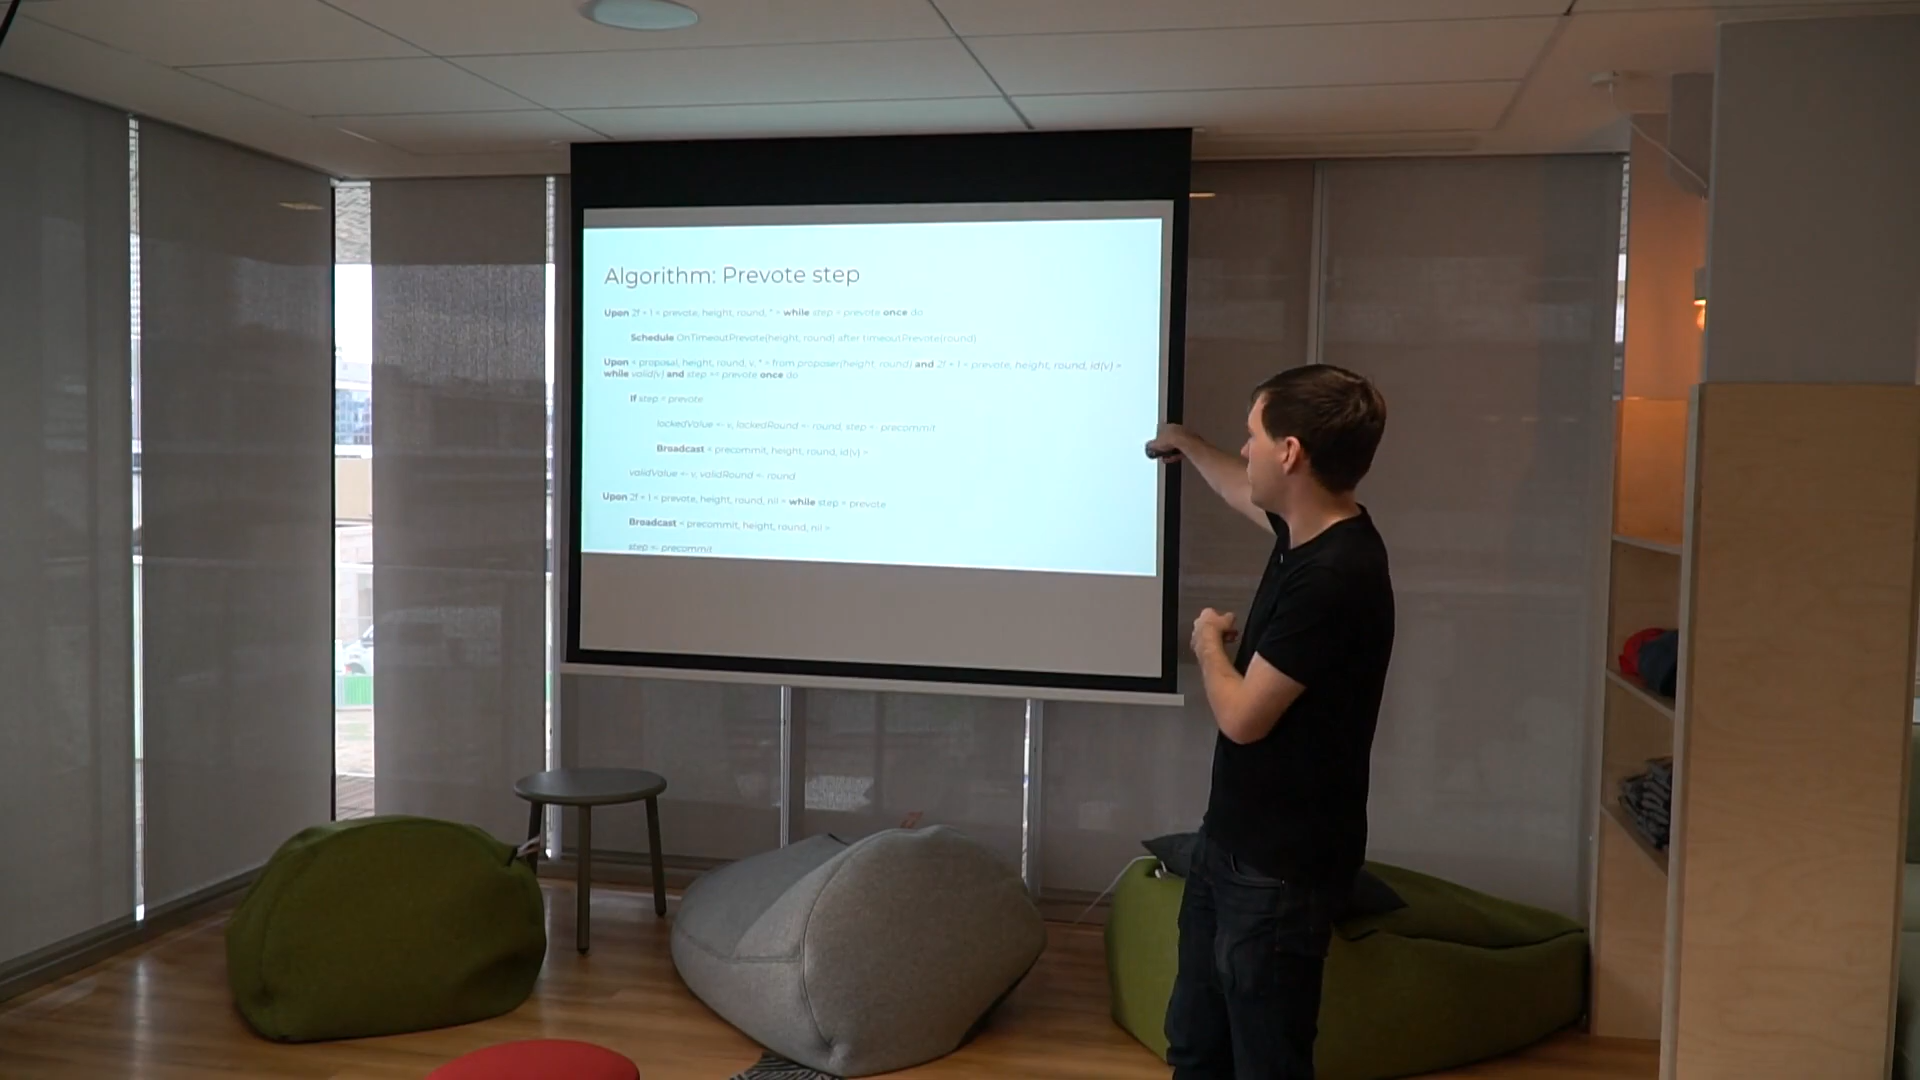 Algorithm: Prevote step
Upon 2f + 1 < prevote, height, round, * > while step = prevote once do
Schedule OnTimeoutPrevote(height, round) after timeoutPrevote(round)
Upon < proposal, height, round, v, * > from proposer(height, round) and 2f + 1 < prevote, height, round, id(v) >
while valid(v) and step >= prevote once do
If step = prevote
lockedValue <- v, lockedRound <- round, step <- precommit
Broadcast < precommit, height, round, id(v) >
validValue <- v, validRound <- round
Upon 2f + 1 < prevote, height, round, nil > while step = prevote
Broadcast < precommit, height, round, nil >
step <- precommit